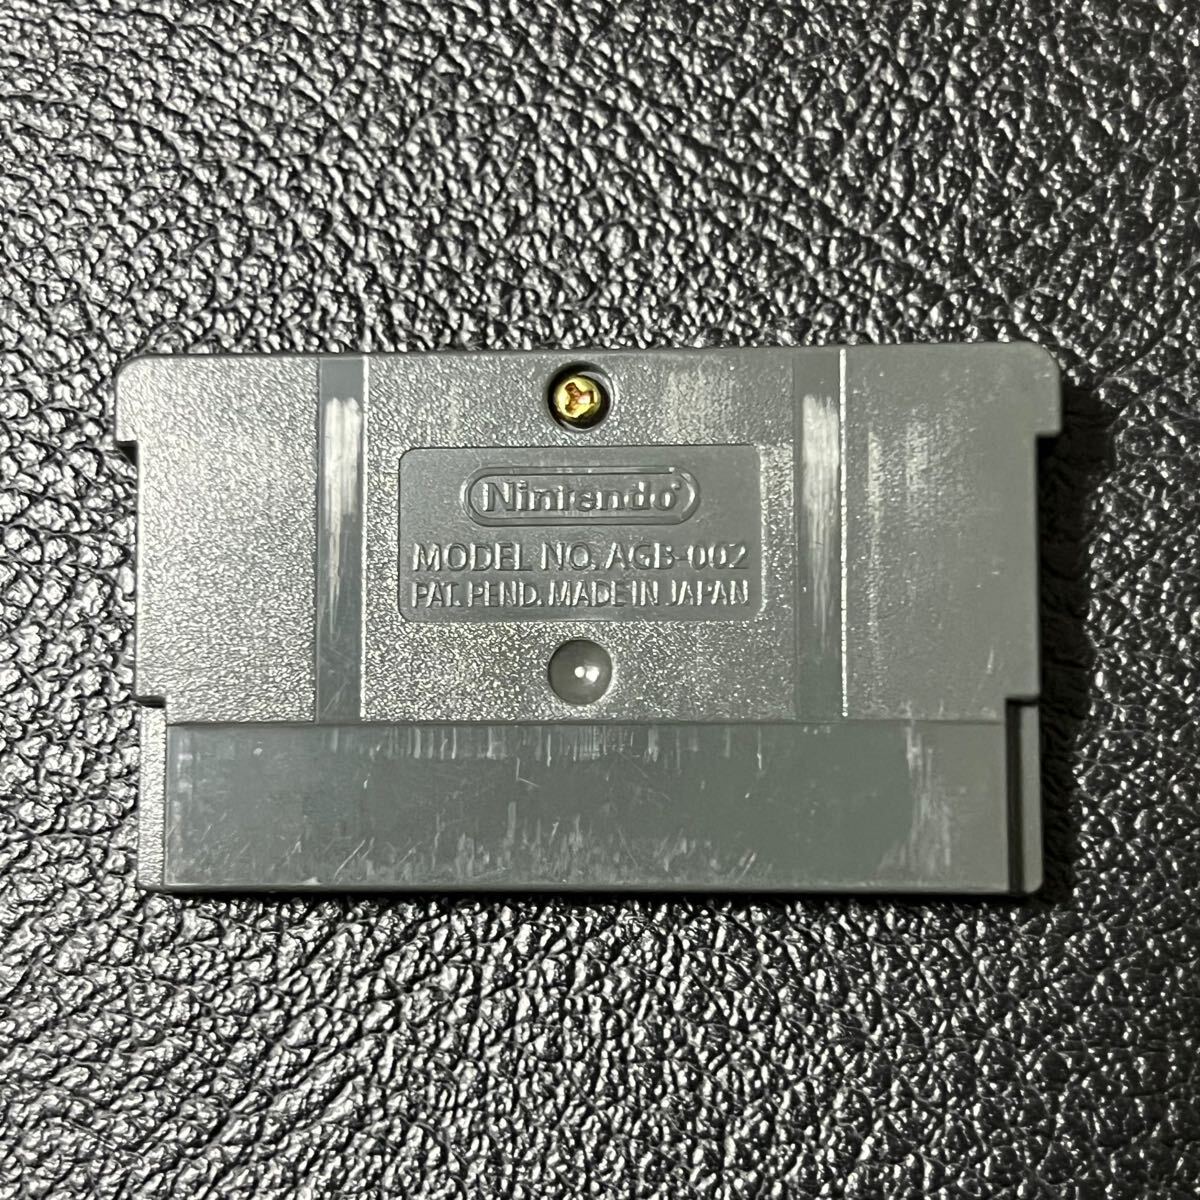 Nintendo®
MODEL NO. AGB-002
PAT. PEND. MADE IN JAPAN